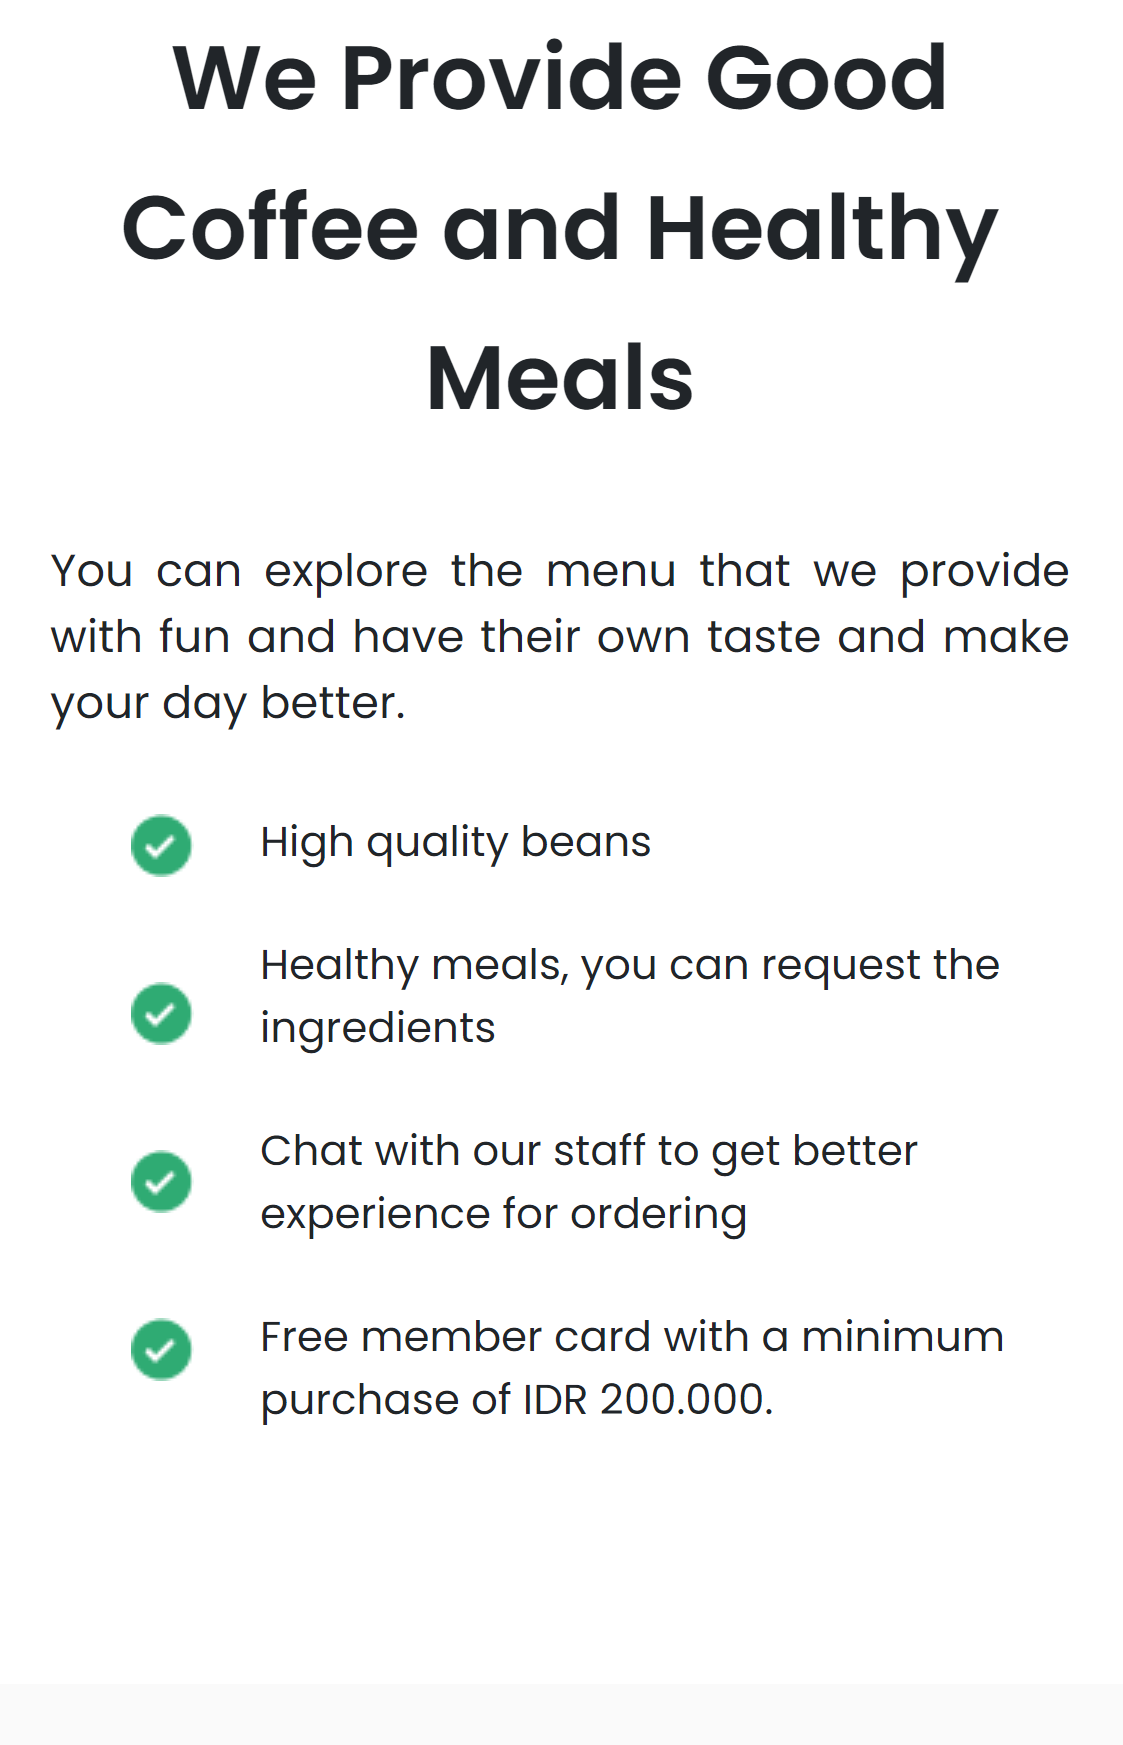 We Provide Good
Coffee and Healthy
Meals
You can explore the menu that we provide
with fun and have their own taste and make
your day better.
High quality beans
Healthy meals, you can request the
ingredients
Chat with our staff to get better
experience for ordering
Free member card with a minimum
purchase of IDR 200.000.